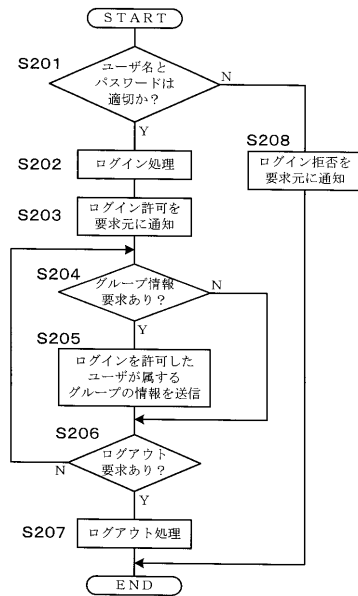 START
S201
ユーザ名と
パスワードは
適切か?
N
Y
S208
ログイン拒否を
要求元に通知
S202
ログイン処理
S203
ログイン許可を
要求元に通知
S204
グループ情報
要求あり?
N
Y
S205
ログインを許可した
ユーザが属する
グループの情報を送信
S206
ログアウト
要求あり?
N
Y
S207
ログアウト処理
END